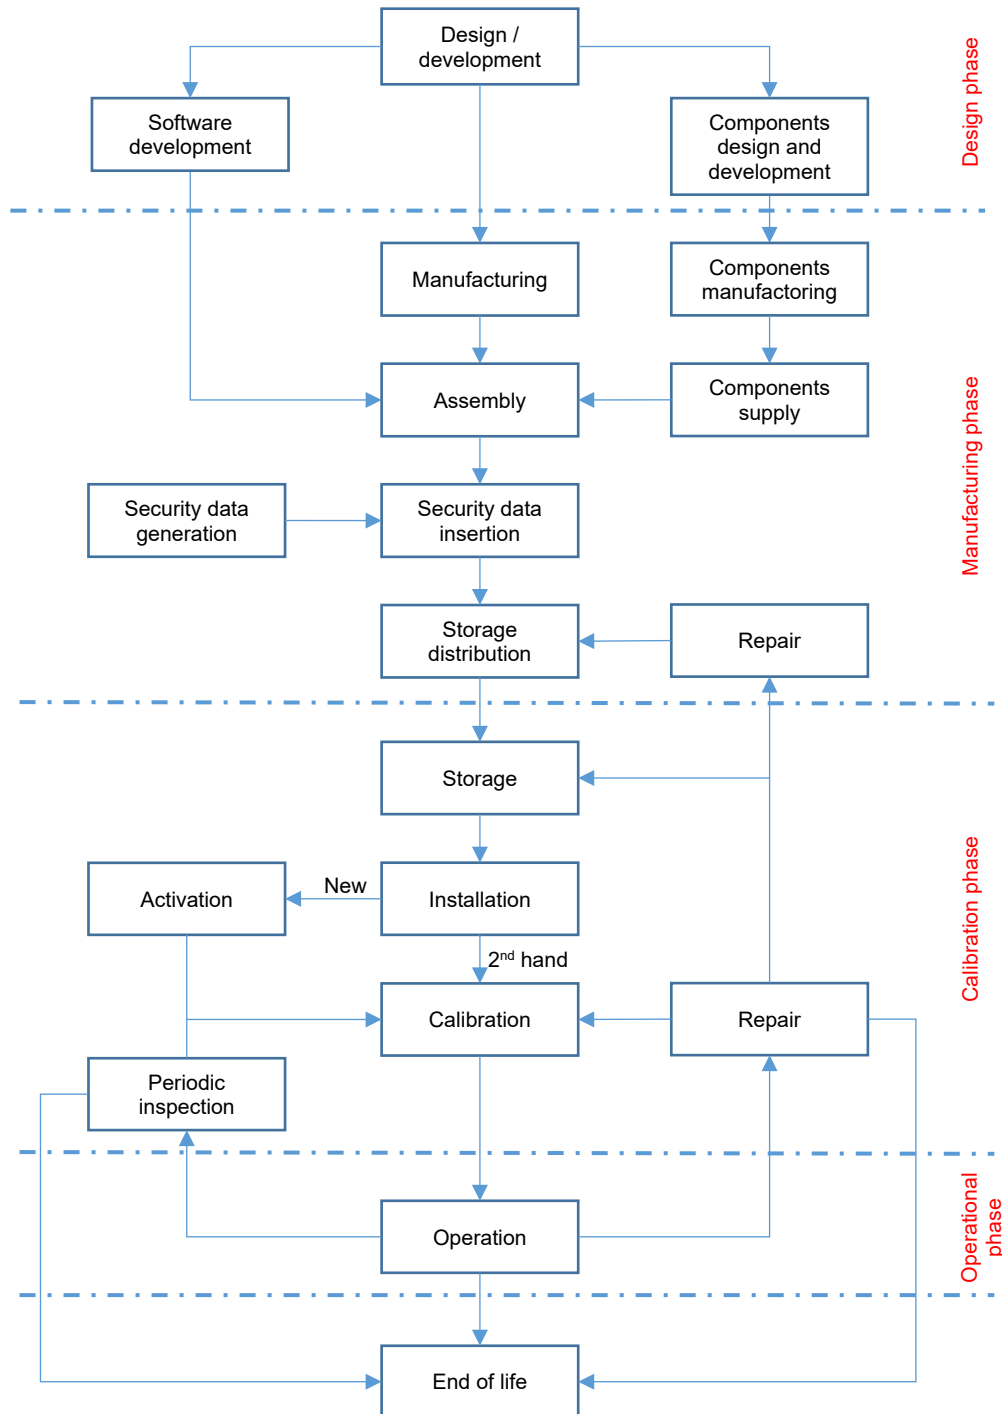 Design /
development
Software
development
Components
design and
development
Design phase
Manufacturing
Components
manufactoring
Assembly
Components
supply
Manufacturing phase
Security data
generation
Security data
insertion
Storage
distribution
Repair
Storage
Activation
New
Installation
Calibration phase
2nd hand
Calibration
Repair
Periodic
inspection
Operation
Operational
phase
End of life